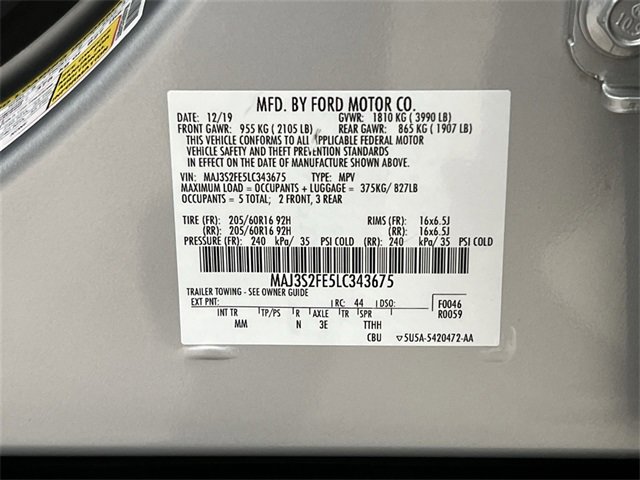 MFD. BY FORD MOTOR CO.
DATE: 12/19 GVWR: 1810 KG ( 3990 LB)
FRONT GAWR: 955 KG ( 2105 LB) REAR GAWR: 865 KG ( 1907 LB)
THIS VEHICLE CONFORMS TO ALL APPLICABLE FEDERAL MOTOR
VEHICLE SAFETY AND THEFT PREVENTION STANDARDS
IN EFFECT ON THE DATE OF MANUFACTURE SHOWN ABOVE.
VIN: MAJ3S2FE5LC343675 TYPE: MPV
MAXIMUM LOAD = OCCUPANTS + LUGGAGE = 375KG/ 827LB
OCCUPANTS = 5 TOTAL; 2 FRONT, 3 REAR
TIRE (FR): 205/60R16 92H RIMS (FR): 16x6.5J
(RR): 205/60R16 92H (RR): 16x6.5J
PRESSURE (FR): 240 kPa/ 35 PSI COLD (RR): 240 kPa/ 35 PSI COLD
MAJ3S2FE5LC343675
TRAILER TOWING - SEE OWNER GUIDE
EXT PNT: RC: 44 DSO: F0046
R0059
INT TR TP/PS R AXLE TR SPR
MM N 3E TTHH
CBU ▽5U5A-5420472-AA